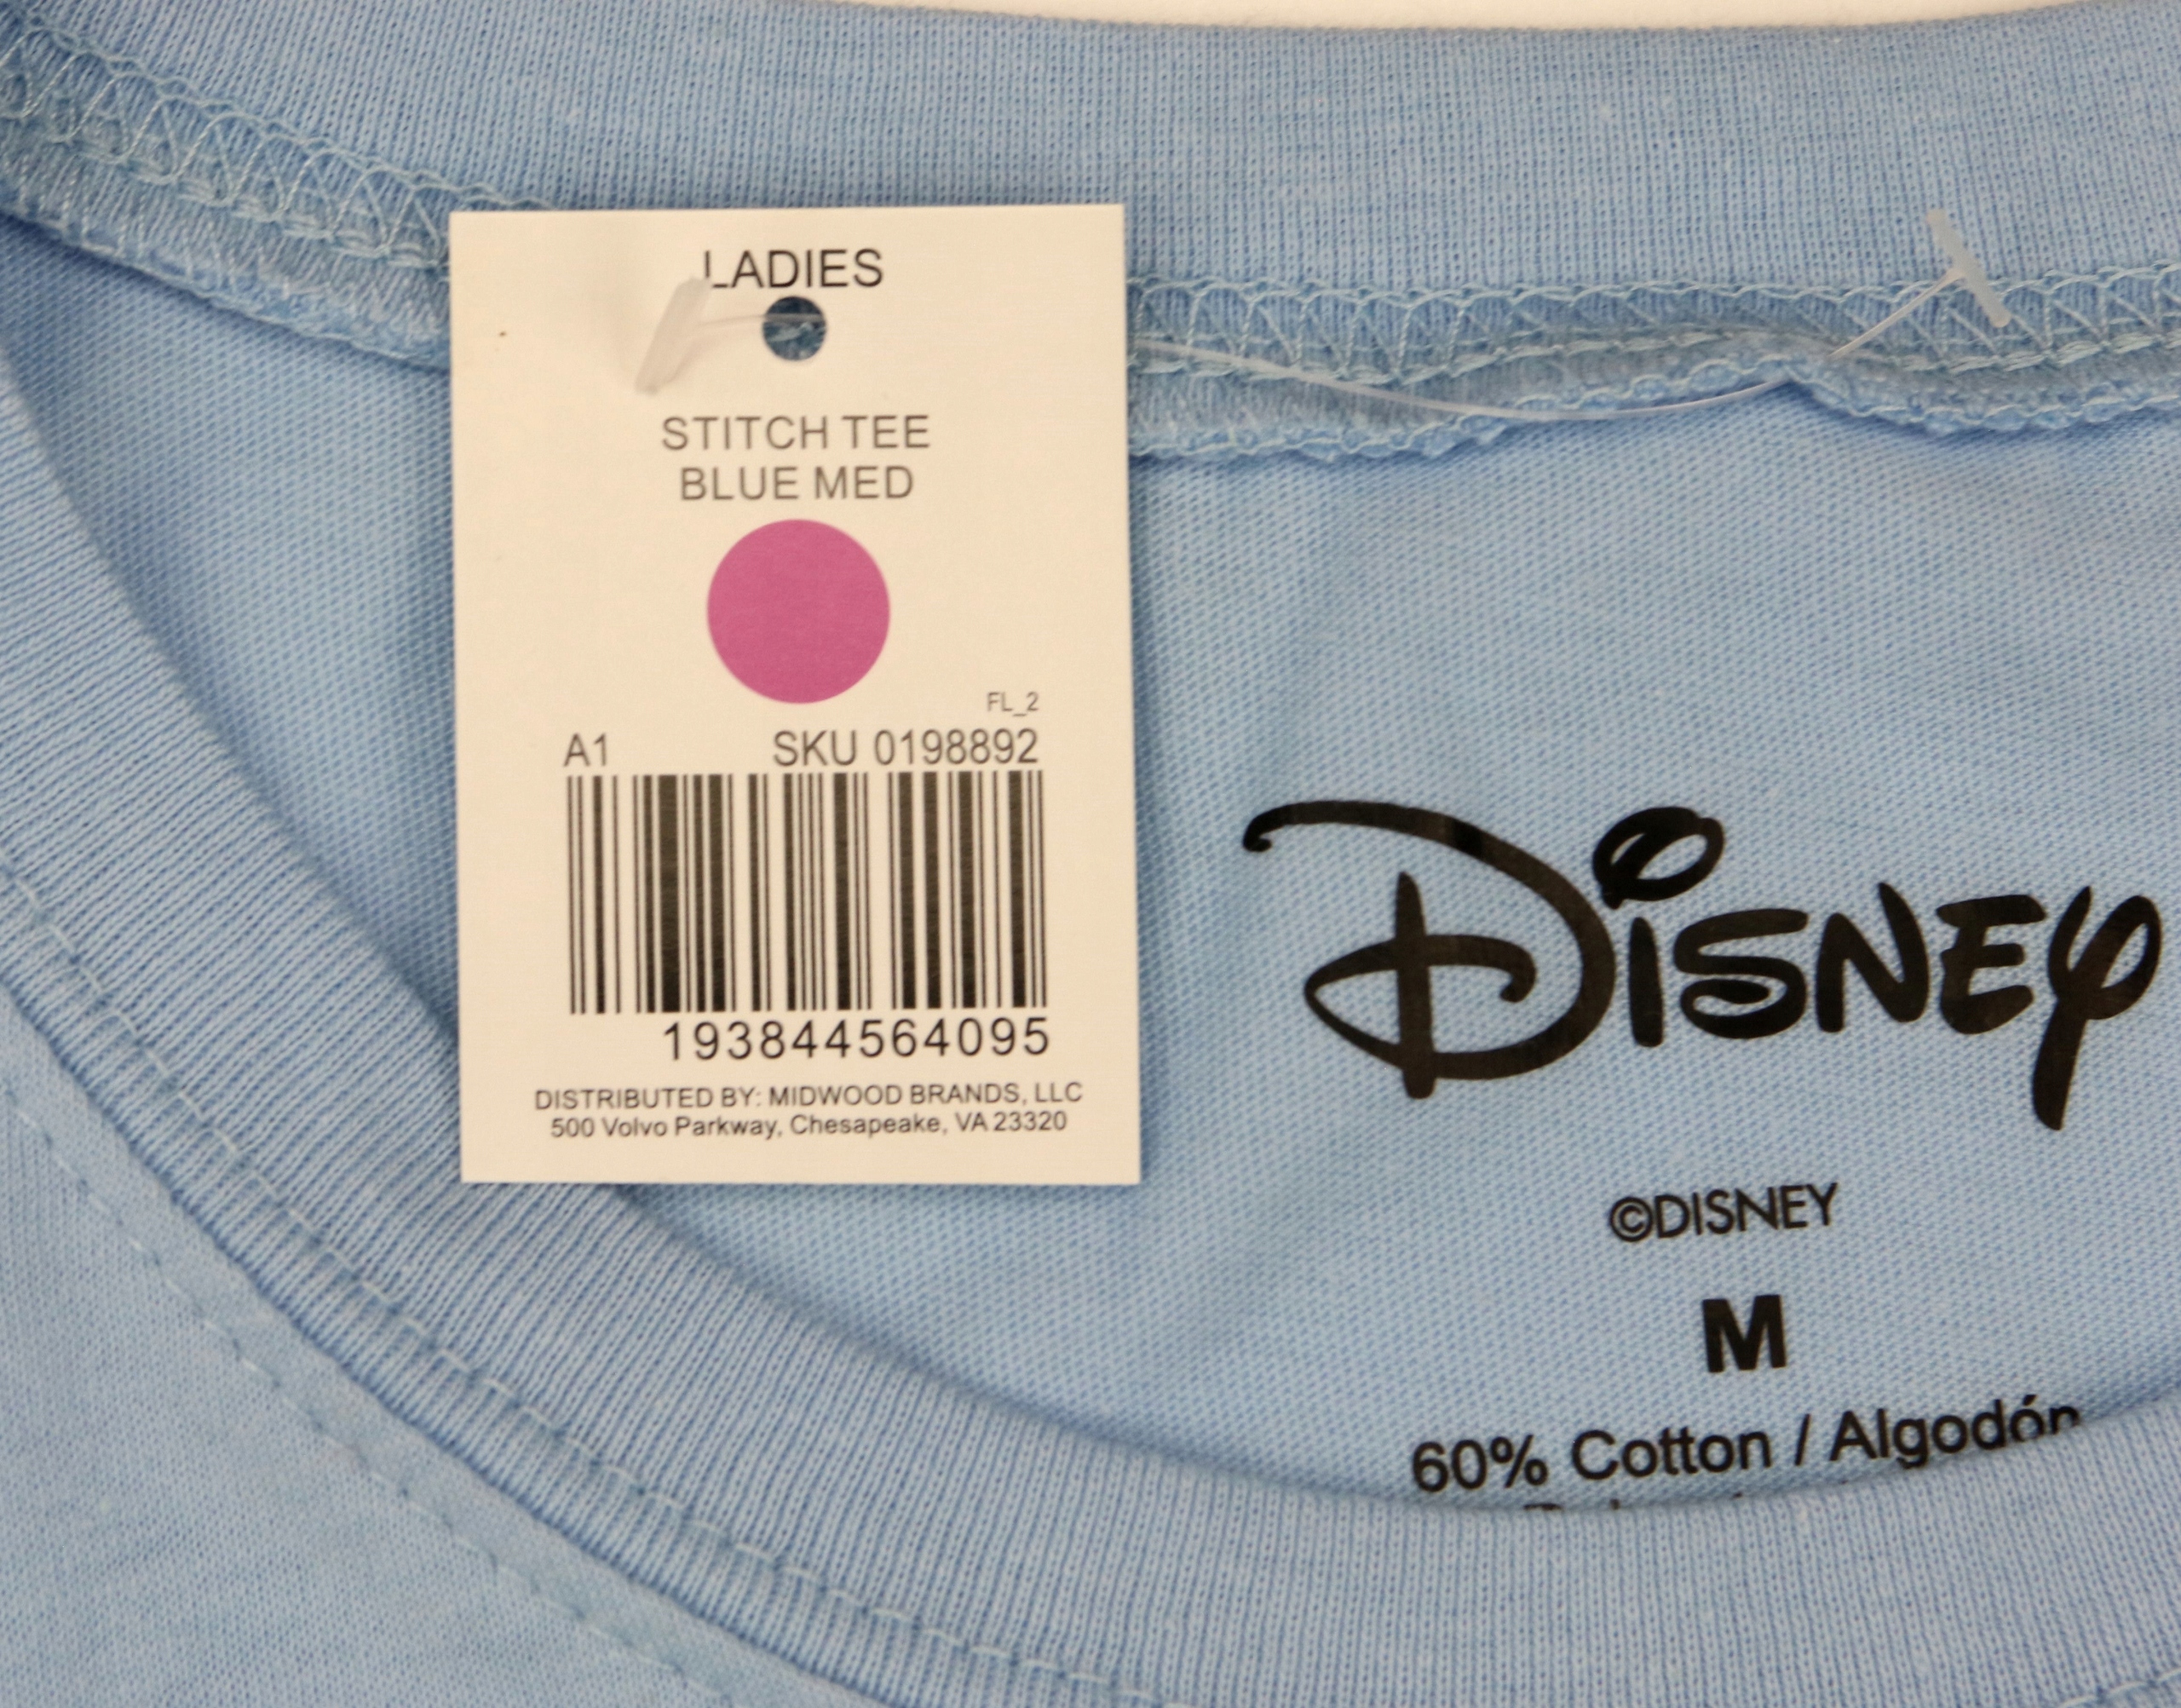 LADIES
STITCH TEE
BLUE MED
FL_2
A1 SKU 0198892
193844564095
DISTRIBUTED BY: MIDWOOD BRANDS, LLC
500 Volvo Parkway, Chesapeake, VA 23320
DISNEY
©DISNEY
M
60% Cotton / Algodón